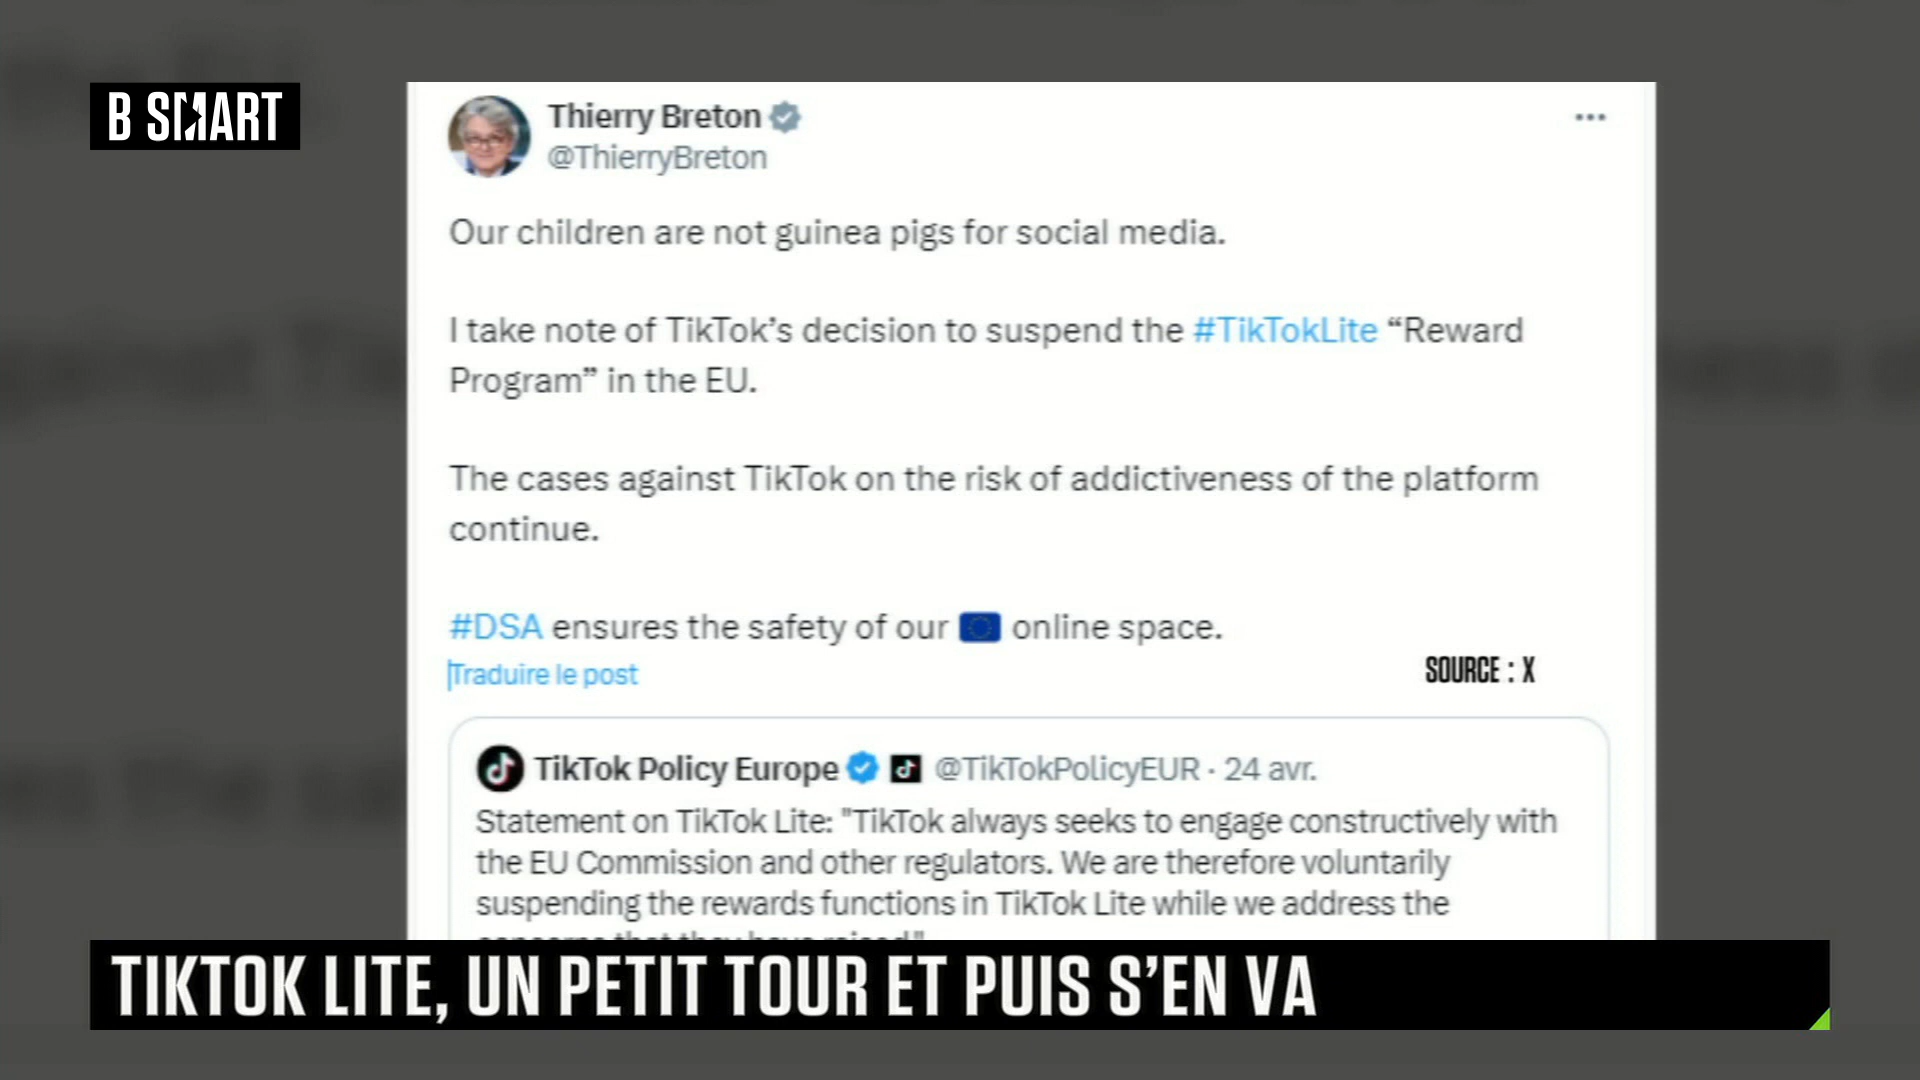 B SMART
Thierry Breton
@ThierryBreton
Our children are not guinea pigs for social media.
I take note of TikTok’s decision to suspend the #TikTokLite “Reward
Program” in the EU.
The cases against TikTok on the risk of addictiveness of the platform
continue.
#DSA ensures the safety of our 🇪🇺 online space.
Traduire le post
SOURCE : X
TikTok Policy Europe @TikTokPolicyEUR · 24 avr.
Statement on TikTok Lite: "TikTok always seeks to engage constructively with
the EU Commission and other regulators. We are therefore voluntarily
suspending the rewards functions in TikTok Lite while we address the
TIKTOK LITE, UN PETIT TOUR ET PUIS S’EN VA